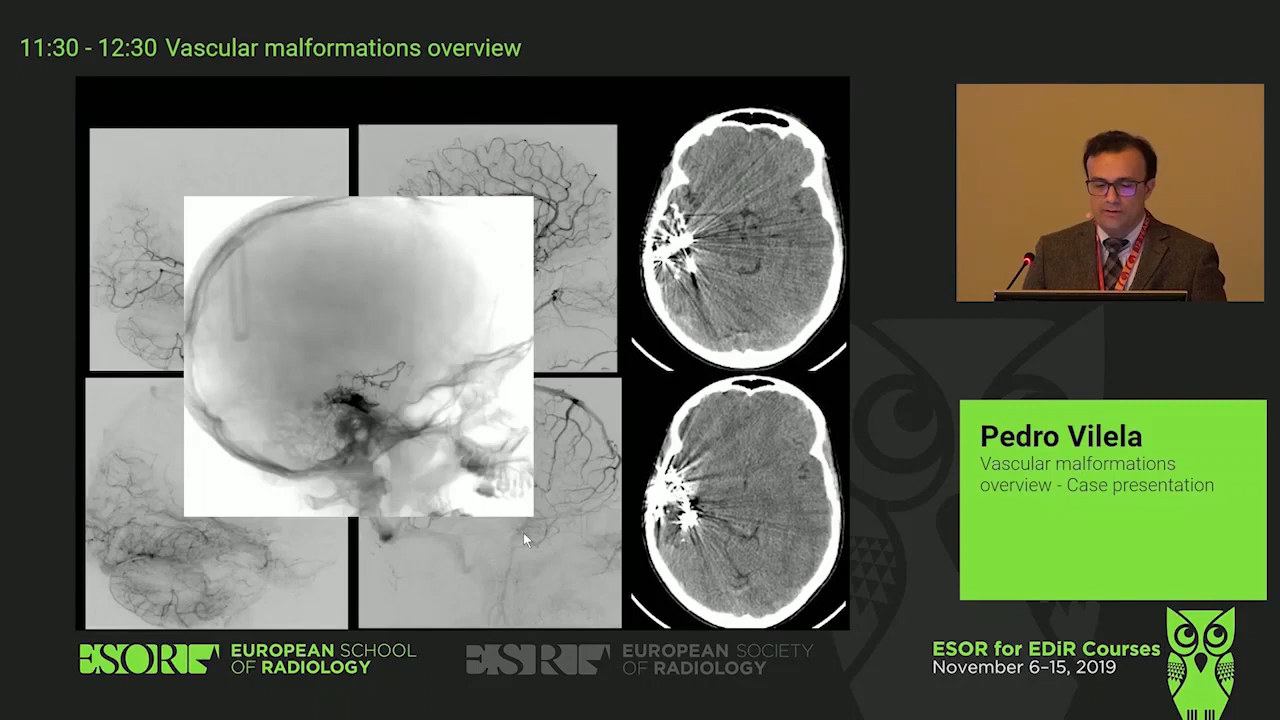 11:30 - 12:30 Vascular malformations overview
Pedro Vilela
Vascular malformations
overview - Case presentation
ESOR
EUROPEAN SCHOOL
OF RADIOLOGY
ESR
EUROPEAN SOCIETY
OF RADIOLOGY
ESOR for EDiR Courses
November 6–15, 2019